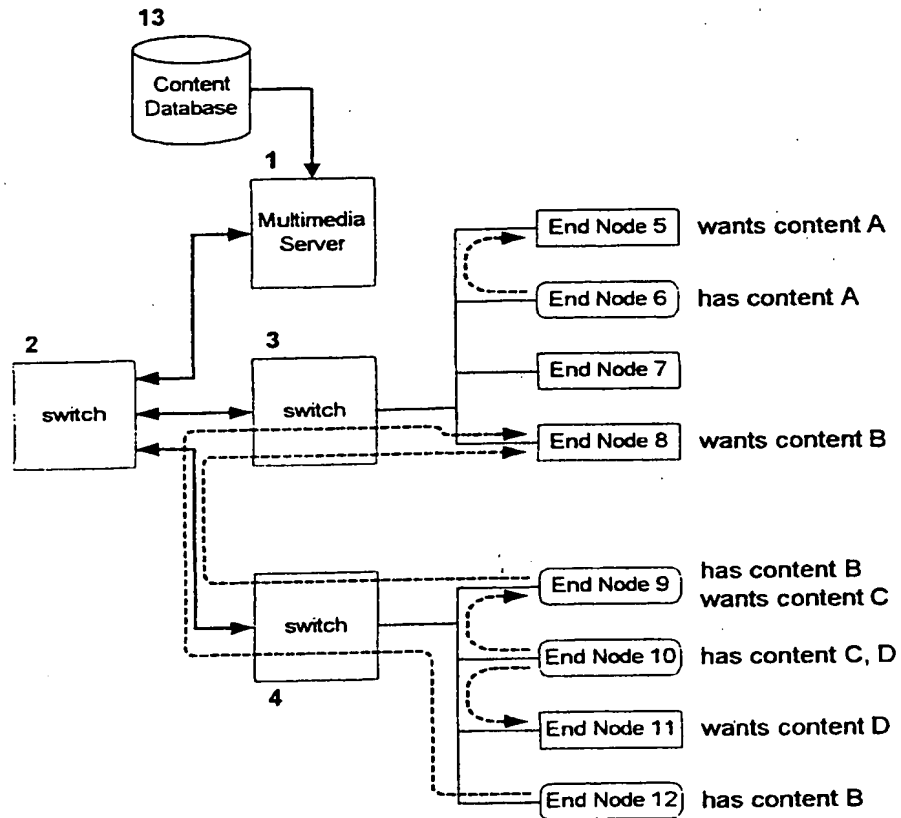 13
Content
Database
1
Multimedia
Server
End Node 5 wants content A
End Node 6 has content A
2
3
End Node 7
switch
switch
End Node 8 wants content B
has content B
End Node 9
wants content C
switch
End Node 10 has content C, D
4
End Node 11 wants content D
End Node 12 has content B